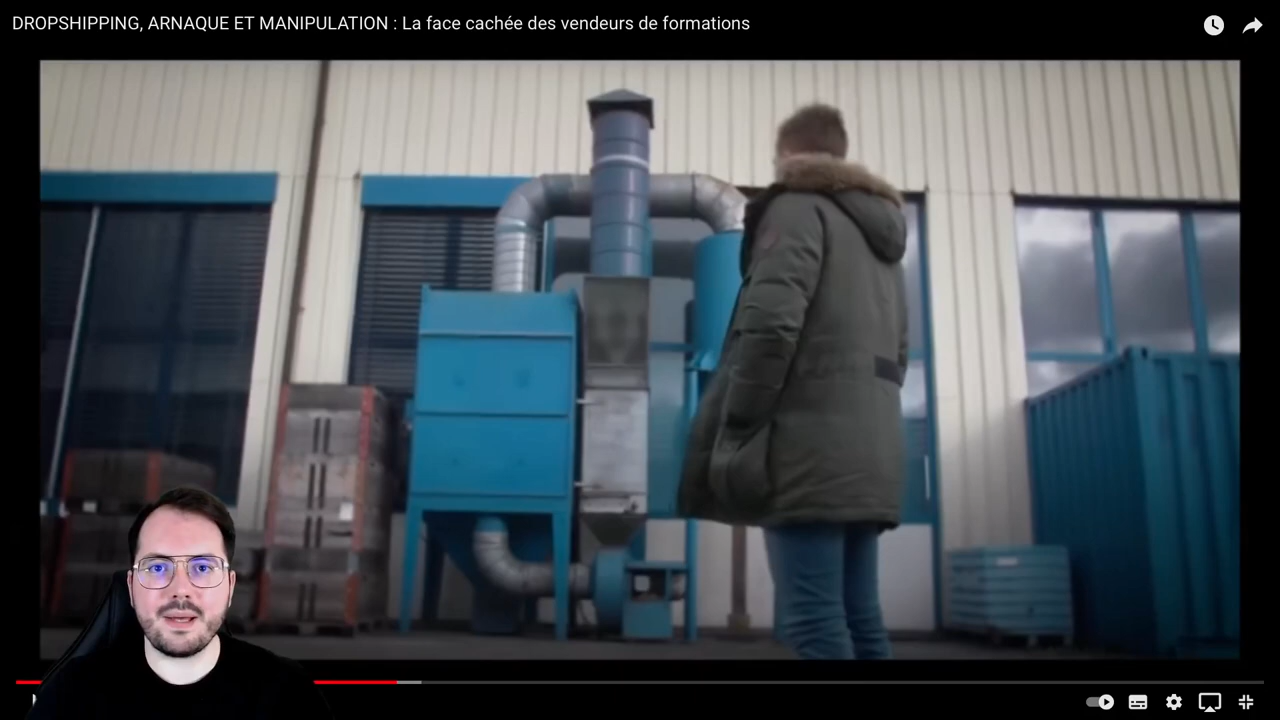 DROPSHIPPING, ARNAQUE ET MANIPULATION : La face cachée des vendeurs de formations